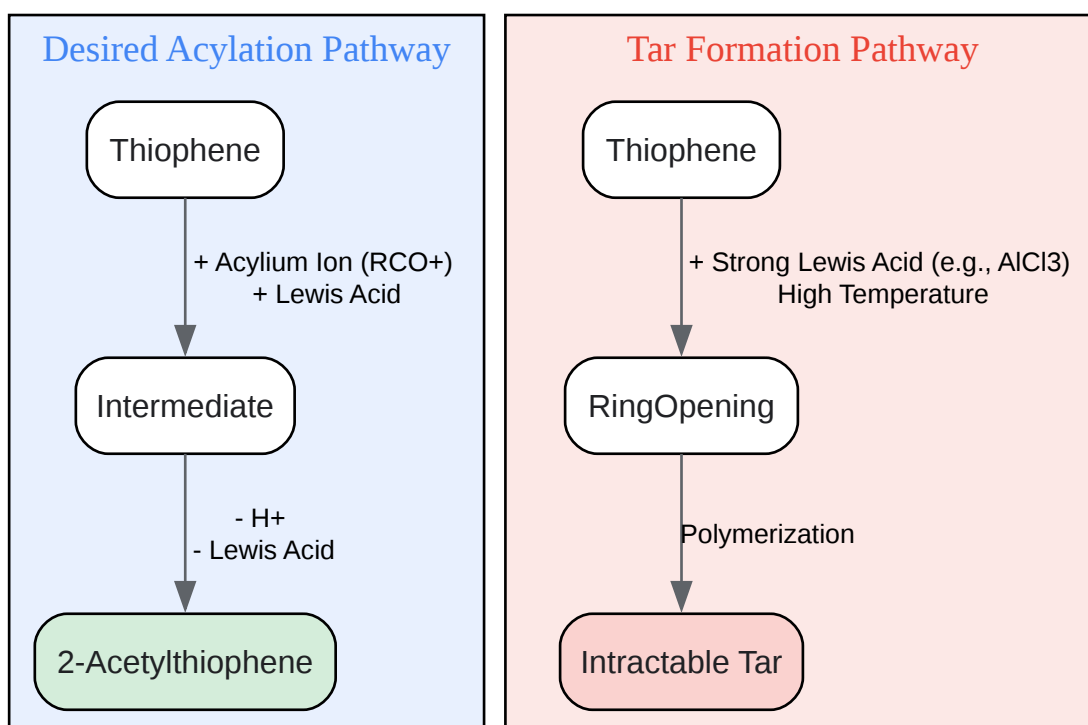 Desired Acylation Pathway
Thiophene
+ Acylium Ion (RCO+)
+ Lewis Acid
Intermediate
- H+
- Lewis Acid
2-Acetylthiophene
Tar Formation Pathway
Thiophene
+ Strong Lewis Acid (e.g., AlCl3)
High Temperature
RingOpening
Polymerization
Intractable Tar